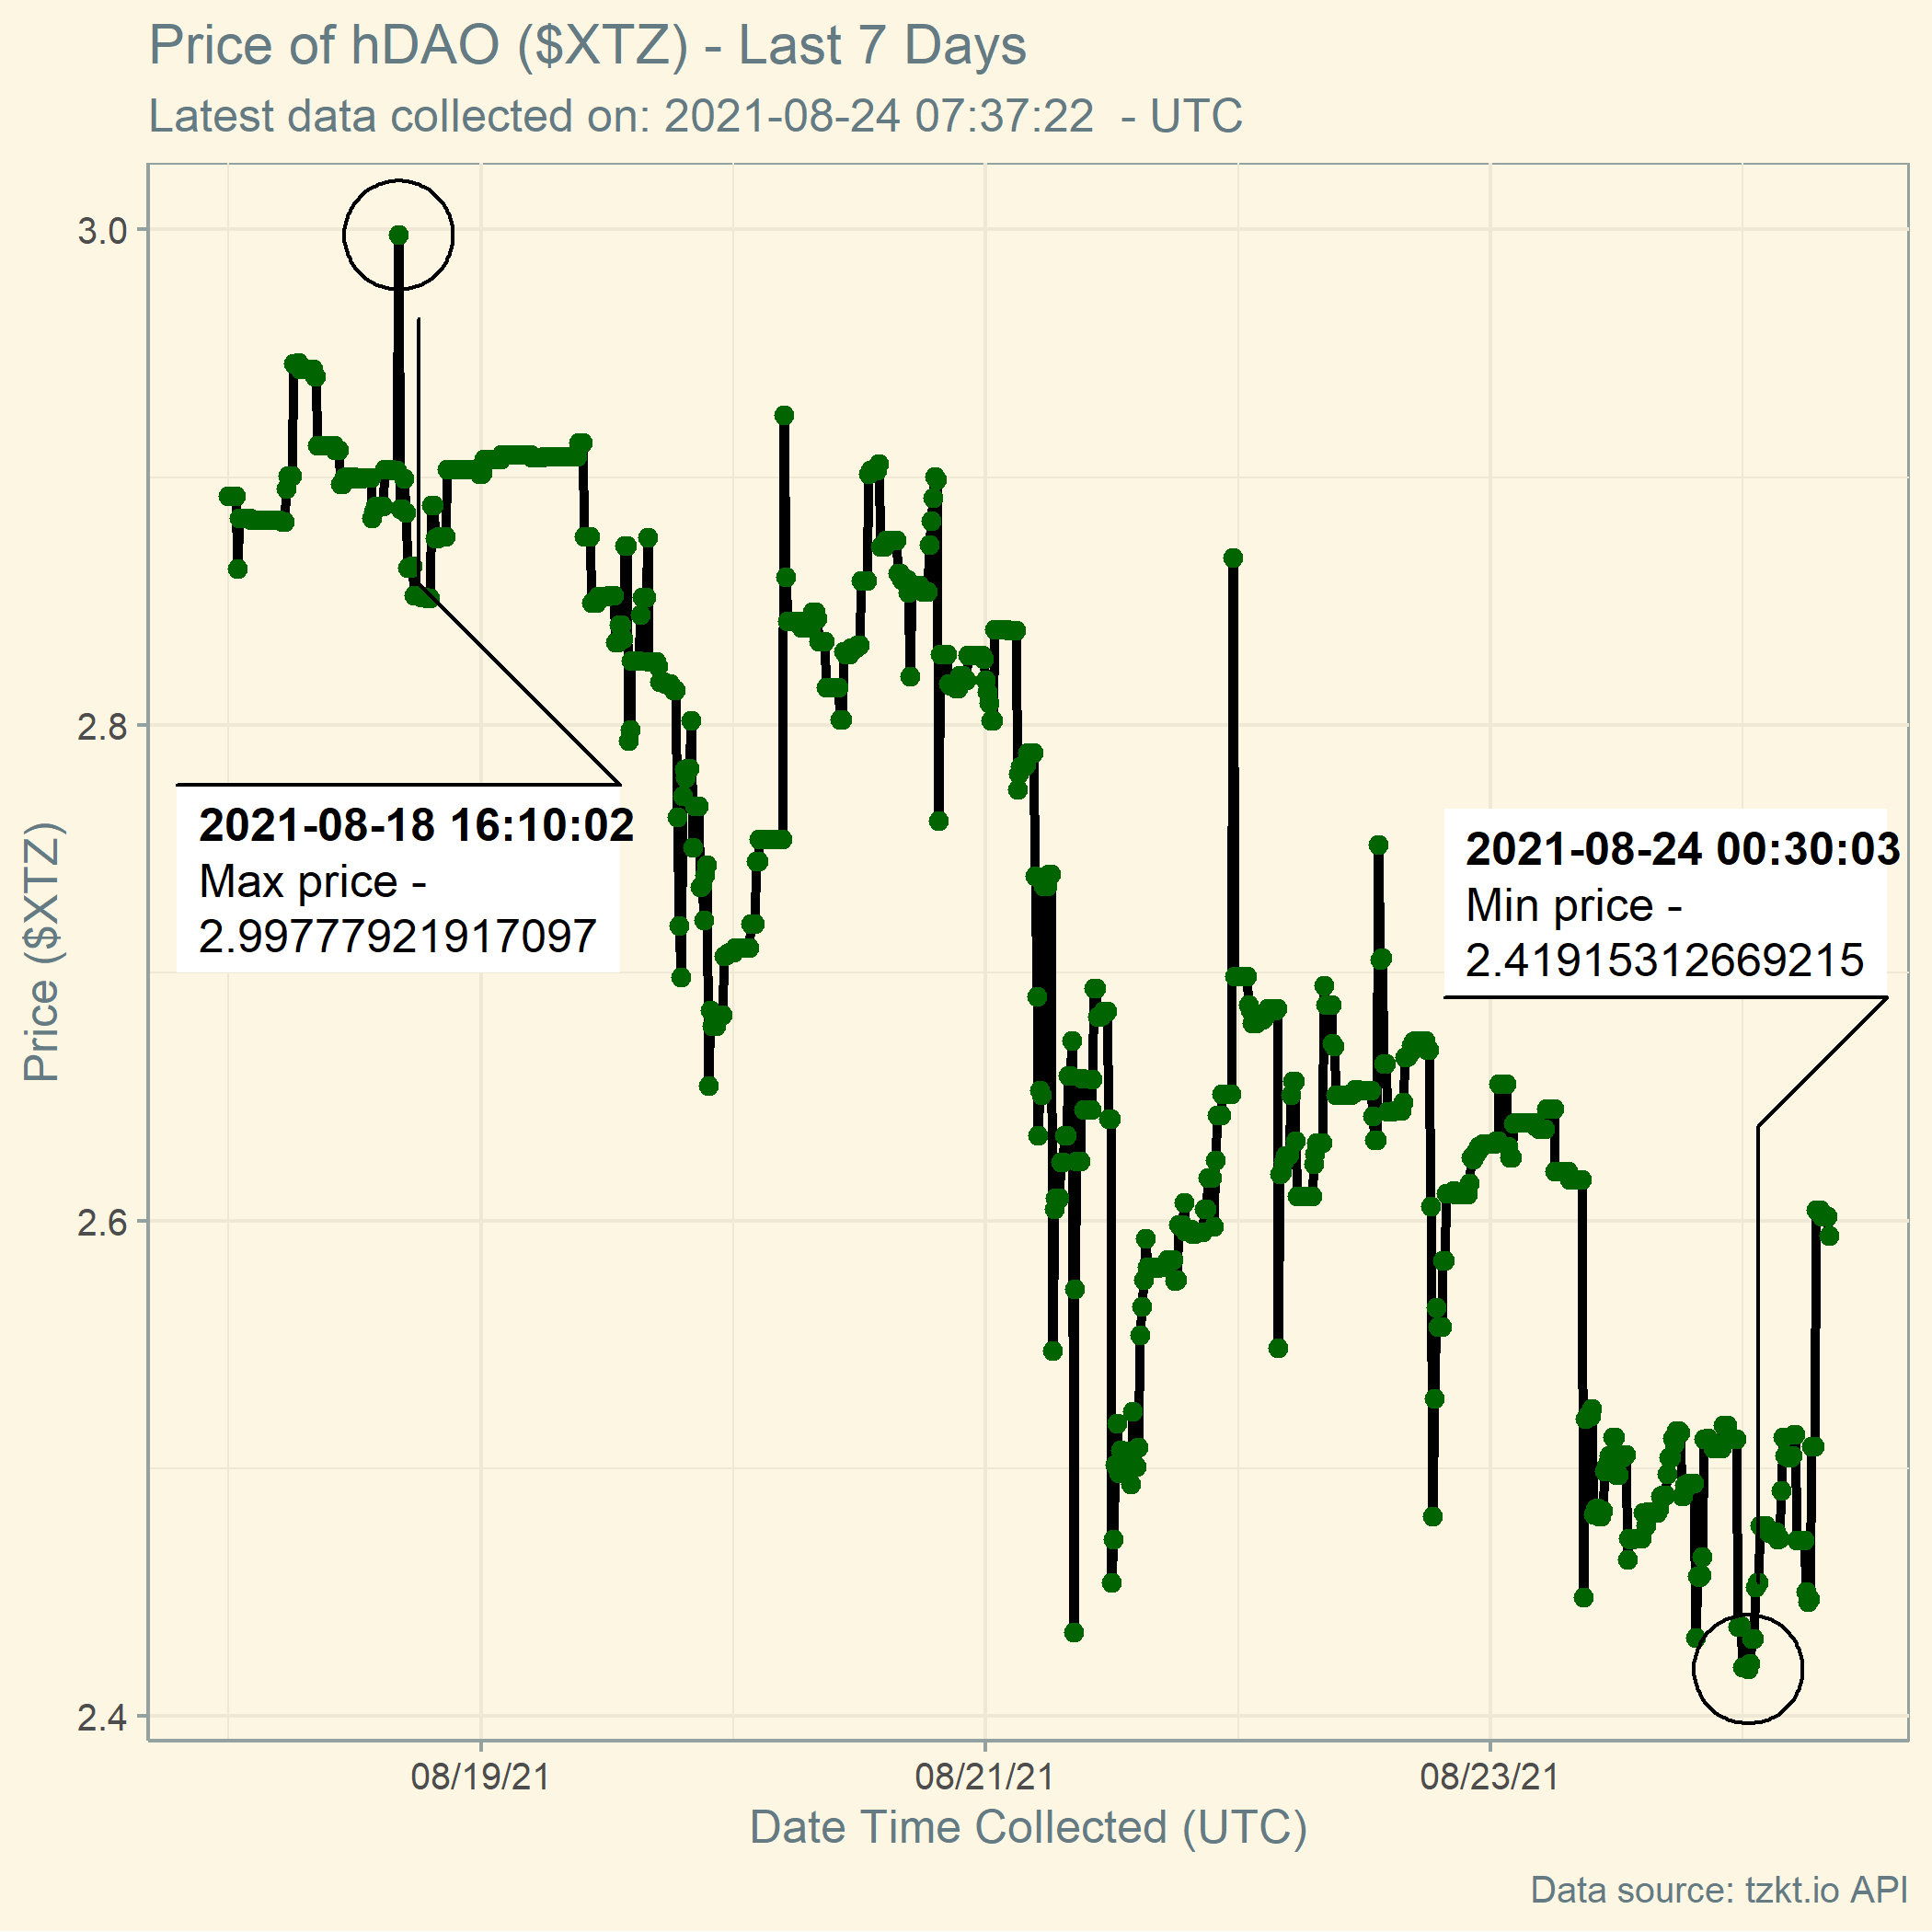 Price of hDAO ($XTZ) - Last 7 Days
Latest data collected on: 2021-08-24 07:37:22  - UTC
3.0
2.8
2.6
2.4
Price ($XTZ)
2021-08-18 16:10:02
Max price -
2.99777921917097
2021-08-24 00:30:03
Min price -
2.41915312669215
08/19/21
08/21/21
08/23/21
Date Time Collected (UTC)
Data source: tzkt.io API